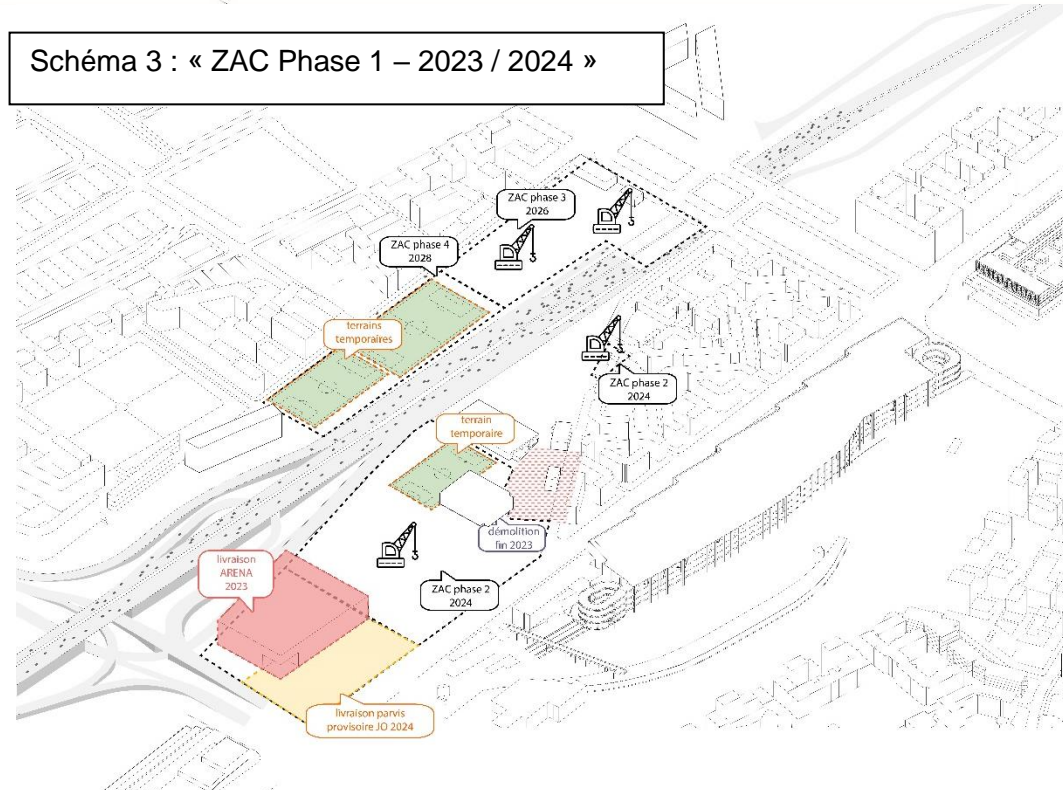 Schéma 3 : « ZAC Phase 1 – 2023 / 2024 »
ZAC phase 3
2026
ZAC phase 4
2028
terrains
temporaires
ZAC phase 2
2024
terrain
temporaire
démolition
fin 2023
livraison
ARENA
2023
ZAC phase 2
2024
livraison parvis
provisoire JO 2024